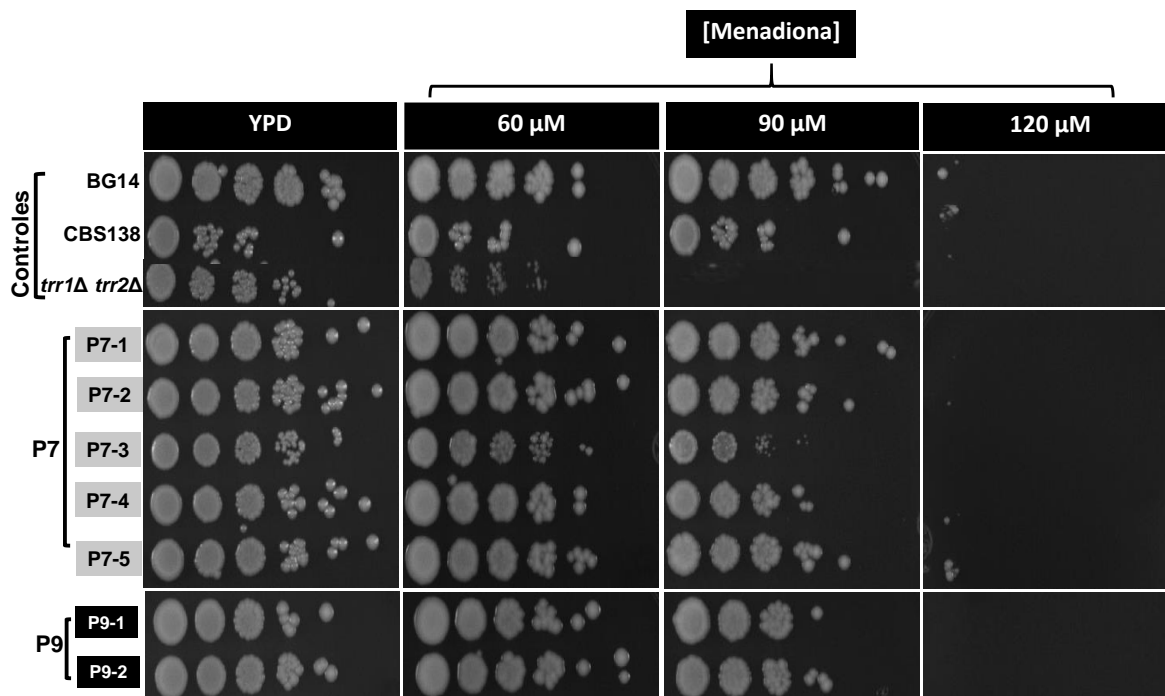 [Menadiona]
YPD
60 µM
90 µM
120 µM
Controles
BG14
CBS138
trr1Δ trr2Δ
P7
P7-1
P7-2
P7-3
P7-4
P7-5
P9
P9-1
P9-2